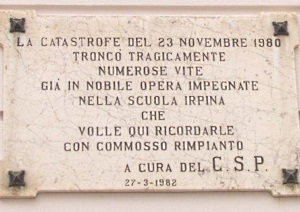 LA CATASTROFE DEL 23 NOVEMBRE 1980
TRONCÒ TRAGICAMENTE
NUMEROSE VITE
GIÀ IN NOBILE OPERA IMPEGNATE
NELLA SCUOLA IRPINA
CHE
VOLLE QUI RICORDARLE
CON COMMOSSO RIMPIANTO
A CURA DEL C.S.P.
27-3-1982